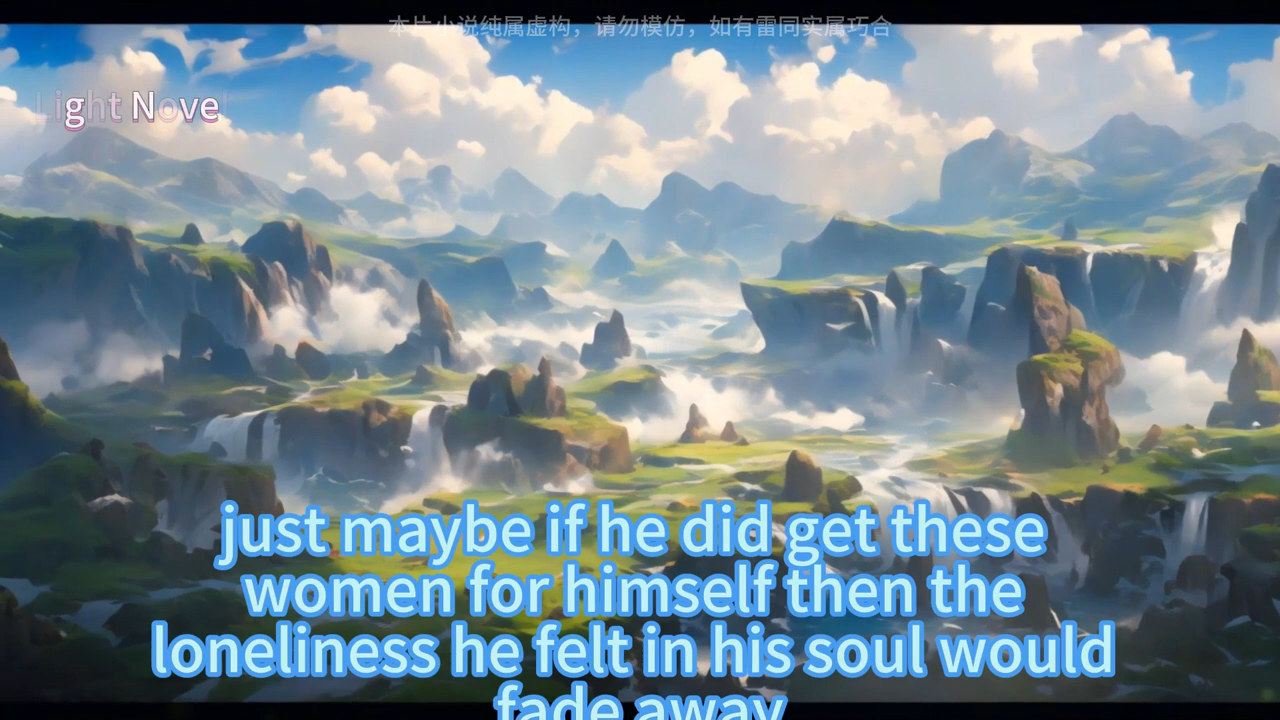 本片小说纯属虚构，请勿模仿，如有雷同实属巧合
Light Novel
just maybe if he did get these
women for himself then the
loneliness he felt in his soul would
fade away